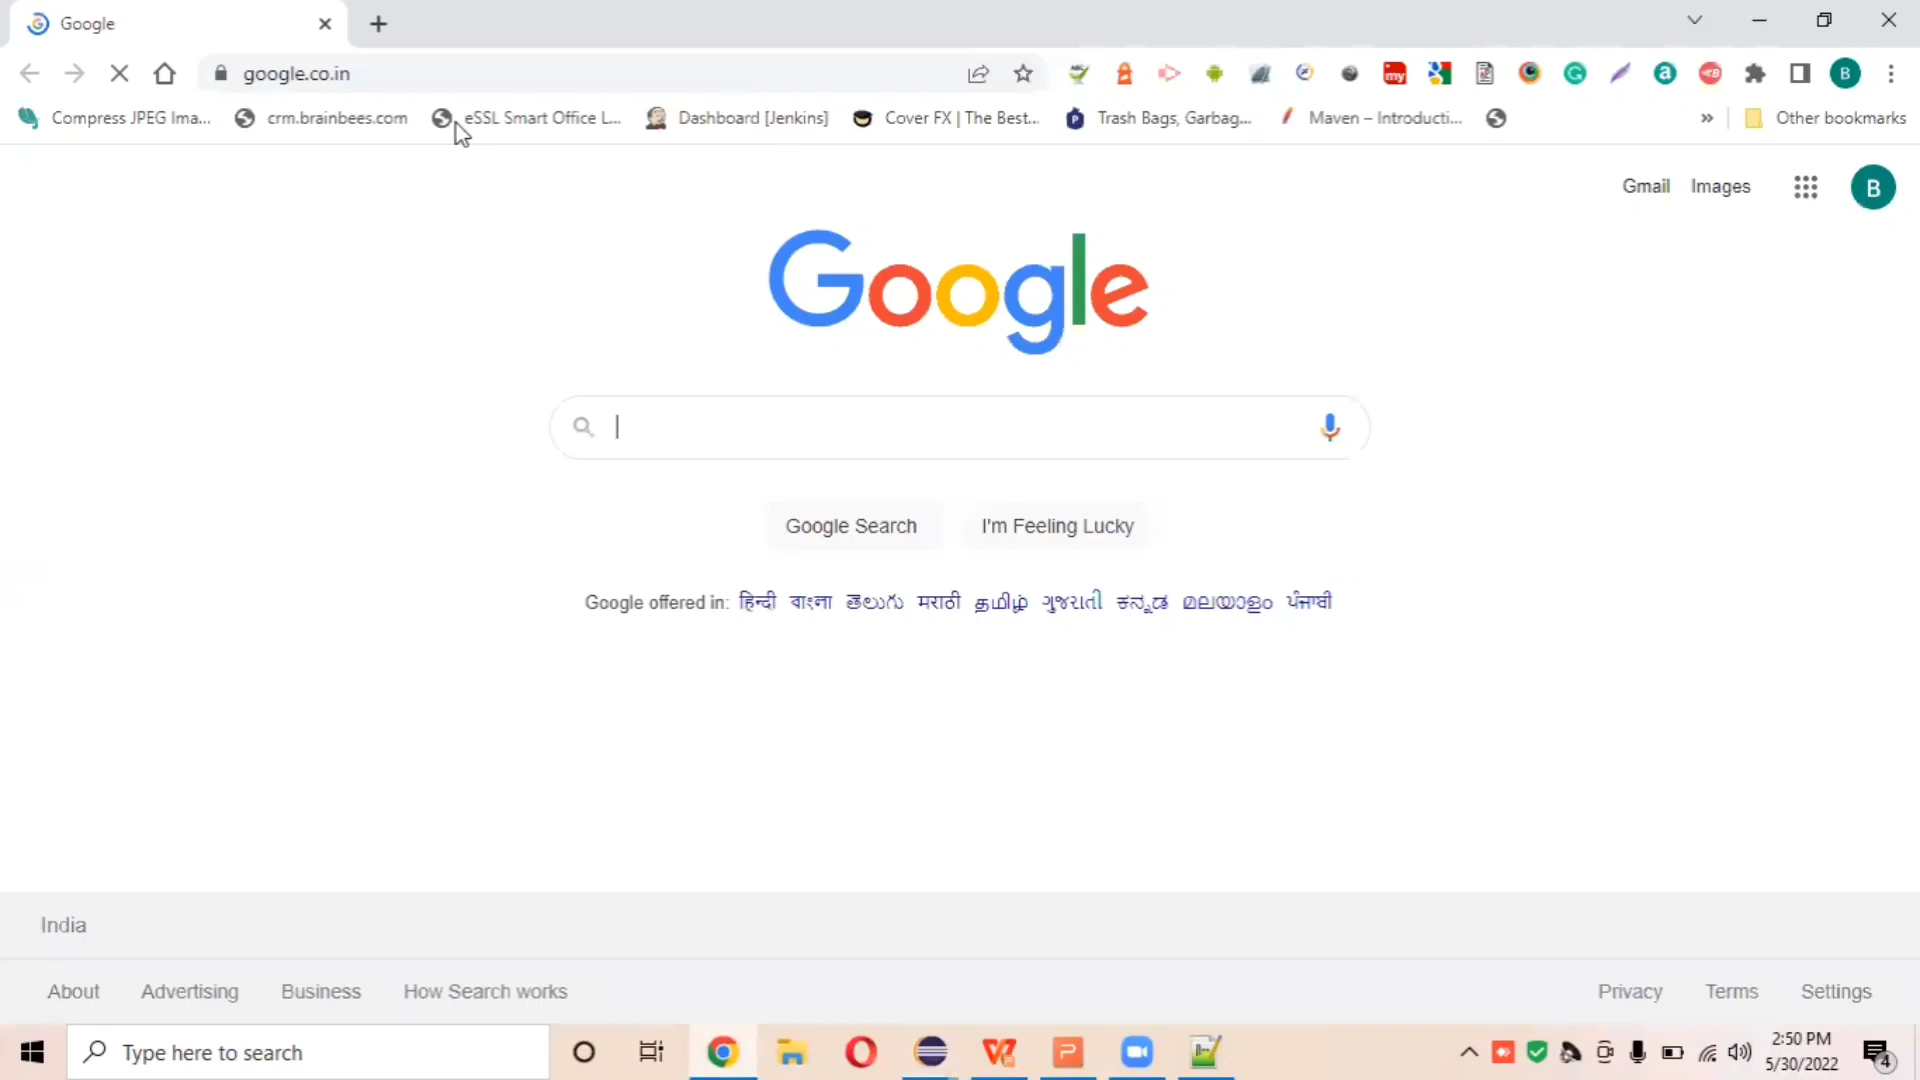 Google
google.co.in
Compress JPEG Ima... crm.brainbees.com eSSL Smart Office L... Dashboard [Jenkins] Cover FX | The Best... Trash Bags, Garbag... Maven – Introducti... » Other bookmarks
Gmail Images B
Google
Google Search I'm Feeling Lucky
Google offered in: हिन्दी বাংলা తెలుగు मराठी தமிழ் ગુજરાતી ಕನ್ನಡ മലയാളം ਪੰਜਾਬੀ
India
About Advertising Business How Search works Privacy Terms Settings
Type here to search 2:50 PM
5/30/2022 4